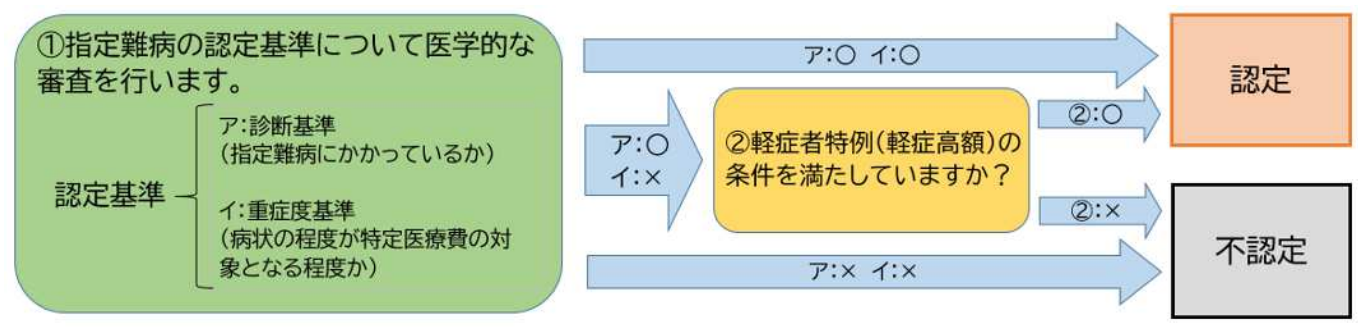 ①指定難病の認定基準について医学的な
審査を行います。
認定基準
ア:診断基準
(指定難病にかかっているか)
イ:重症度基準
(病状の程度が特定医療費の対
象となる程度か)
ア:〇 イ:〇
ア:〇
イ:×
②軽症者特例(軽症高額)の
条件を満たしていますか?
②:〇
②:×
ア:× イ:×
認定
不認定